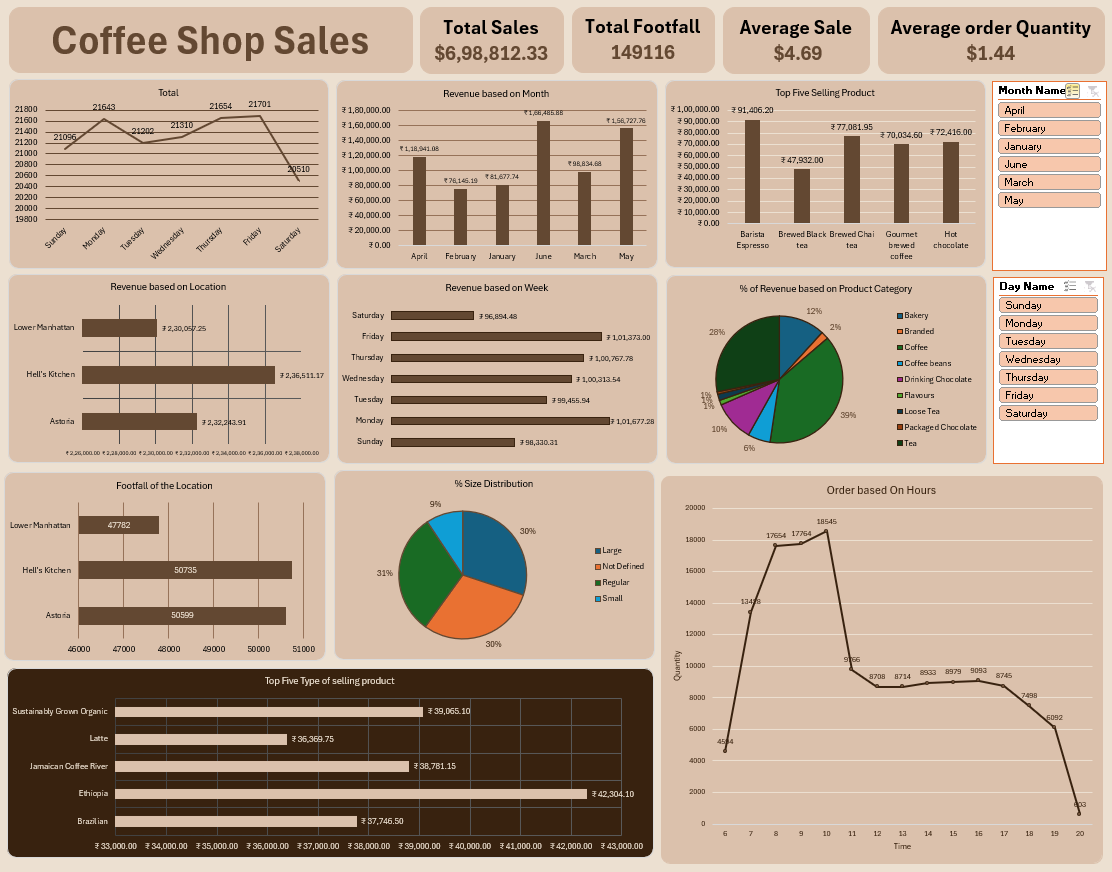 Coffee Shop Sales
Total Sales
$6,98,812.33
Total Footfall
149116
Average Sale
$4.69
Average order Quantity
$1.44
Total
21800
21600
21400
21200
21000
20800
20600
20400
20200
20000
19800
21096
21643
21202
21310
21654
21701
20510
Sunday
Monday
Tuesday
Wednesday
Thursday
Friday
Saturday
Revenue based on Month
₹ 1,80,000.00
₹ 1,60,000.00
₹ 1,40,000.00
₹ 1,20,000.00
₹ 1,00,000.00
₹ 80,000.00
₹ 60,000.00
₹ 40,000.00
₹ 20,000.00
₹ 0.00
₹ 1,18,941.08
₹ 76,145.19
₹ 81,677.74
₹ 1,66,485.88
₹ 98,834.68
₹ 1,56,727.76
April February January June March May
Top Five Selling Product
₹ 1,00,000.00
₹ 90,000.00
₹ 80,000.00
₹ 70,000.00
₹ 60,000.00
₹ 50,000.00
₹ 40,000.00
₹ 30,000.00
₹ 20,000.00
₹ 10,000.00
₹ 0.00
₹ 91,406.20
₹ 47,932.00
₹ 77,081.95
₹ 70,034.60
₹ 72,416.00
Barista Espresso
Brewed Black tea
Brewed Chai tea
Gourmet brewed coffee
Hot chocolate
Month Name
April
February
January
June
March
May
Revenue based on Location
Lower Manhattan
₹ 2,30,057.25
Hell's Kitchen
₹ 2,36,511.17
Astoria
₹ 2,32,243.91
₹ 2,26,000.00 ₹ 2,28,000.00 ₹ 2,30,000.00 ₹ 2,32,000.00 ₹ 2,34,000.00 ₹ 2,36,000.00 ₹ 2,38,000.00
Revenue based on Week
Saturday ₹ 96,894.48
Friday ₹ 1,01,373.00
Thursday ₹ 1,00,767.78
Wednesday ₹ 1,00,313.54
Tuesday ₹ 99,455.94
Monday ₹ 1,01,677.28
Sunday ₹ 98,330.31
% of Revenue based on Product Category
12%
2%
39%
6%
10%
1%
1%
1%
28%
Bakery
Branded
Coffee
Coffee beans
Drinking Chocolate
Flavours
Loose Tea
Packaged Chocolate
Tea
Day Name
Sunday
Monday
Tuesday
Wednesday
Thursday
Friday
Saturday
Footfall of the Location
Lower Manhattan 47782
Hell's Kitchen 50735
Astoria 50599
46000 47000 48000 49000 50000 51000
% Size Distribution
9%
30%
31%
30%
Large
Not Defined
Regular
Small
Order based On Hours
20000
18000
16000
14000
12000
10000
8000
6000
4000
2000
0
Quantity
4594
17654
17764
18545
9766
8708
8714
8933
8979
9093
8745
7498
6092
603
6 7 8 9 10 11 12 13 14 15 16 17 18 19 20
Time
Top Five Type of selling product
Sustainably Grown Organic ₹ 39,065.10
Latte ₹ 36,369.75
Jamaican Coffee River ₹ 38,781.15
Ethiopia ₹ 42,304.10
Brazilian ₹ 37,746.50
₹ 33,000.00 ₹ 34,000.00 ₹ 35,000.00 ₹ 36,000.00 ₹ 37,000.00 ₹ 38,000.00 ₹ 39,000.00 ₹ 40,000.00 ₹ 41,000.00 ₹ 42,000.00 ₹ 43,000.00